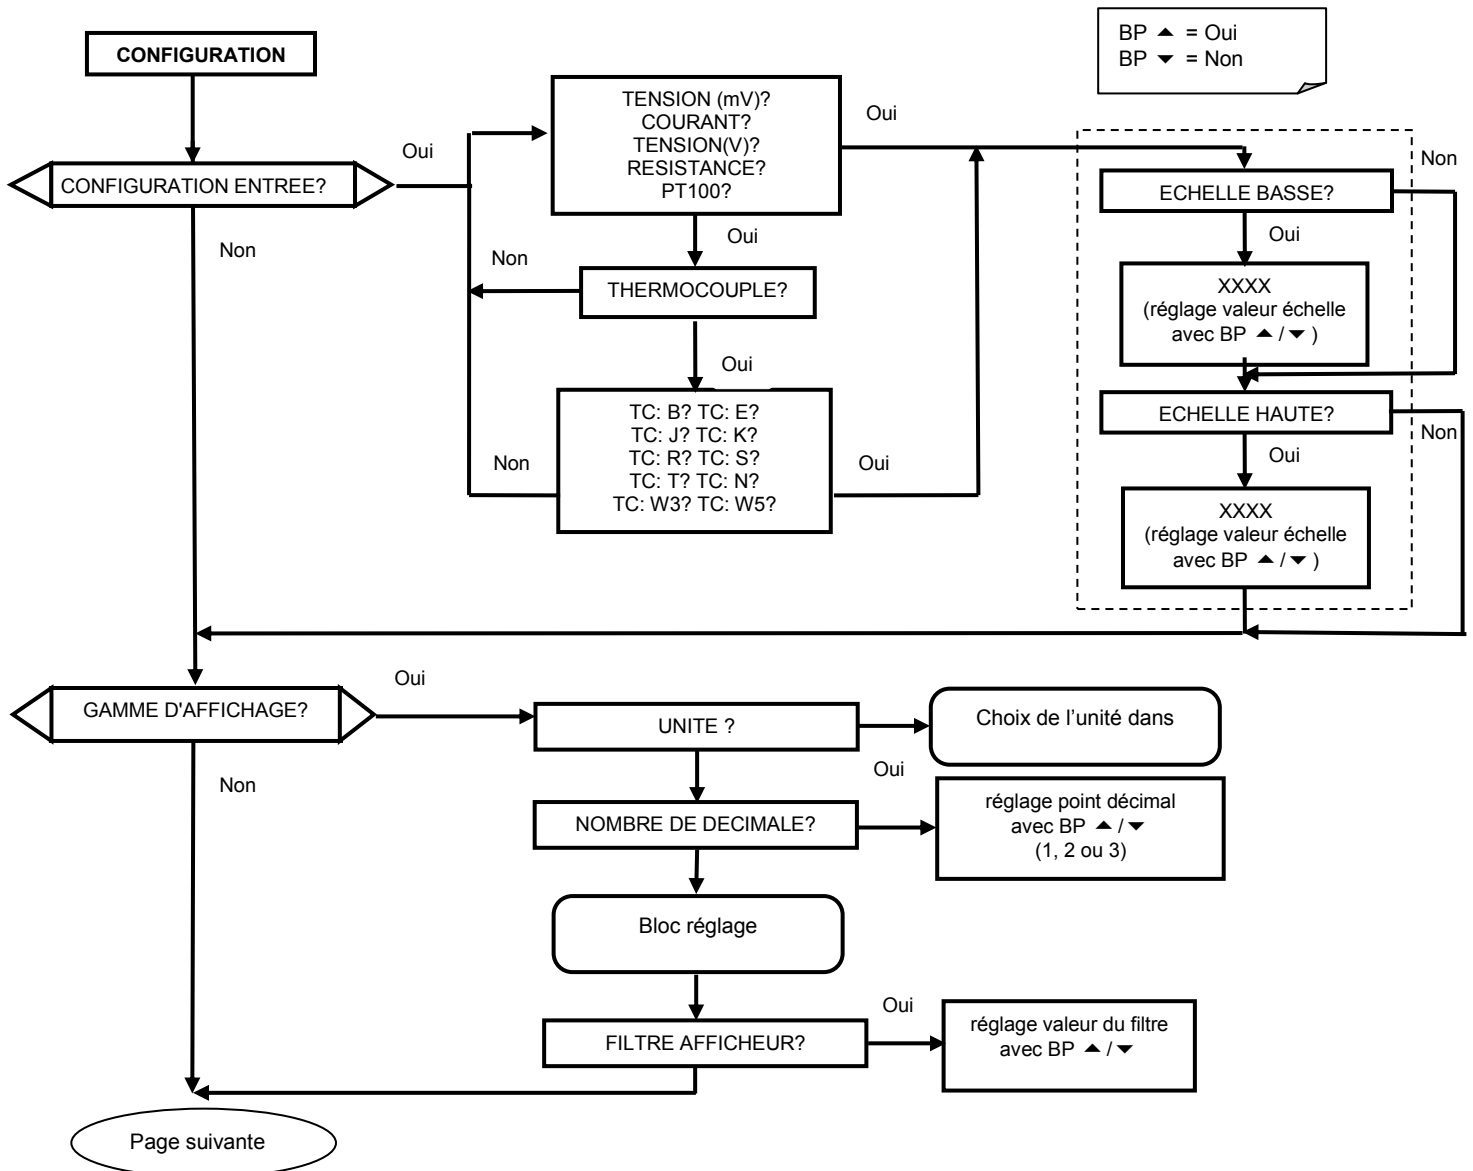 CONFIGURATION
BP ▲ = Oui
BP ▼ = Non
CONFIGURATION ENTREE?
Oui
Non
TENSION (mV)?
COURANT?
TENSION(V)?
RESISTANCE?
PT100?
Oui
Oui
Non
THERMOCOUPLE?
Oui
TC: B? TC: E?
TC: J? TC: K?
TC: R? TC: S?
TC: T? TC: N?
TC: W3? TC: W5?
Non
Oui
ECHELLE BASSE?
Non
Oui
XXXX
(réglage valeur échelle
avec BP ▲ / ▼ )
ECHELLE HAUTE?
Non
Oui
XXXX
(réglage valeur échelle
avec BP ▲ / ▼ )
GAMME D'AFFICHAGE?
Oui
Non
UNITE ?
Choix de l'unité dans
Oui
NOMBRE DE DECIMALE?
réglage point décimal
avec BP ▲ / ▼
(1, 2 ou 3)
Bloc réglage
Oui
FILTRE AFFICHEUR?
réglage valeur du filtre
avec BP ▲ / ▼
Page suivante